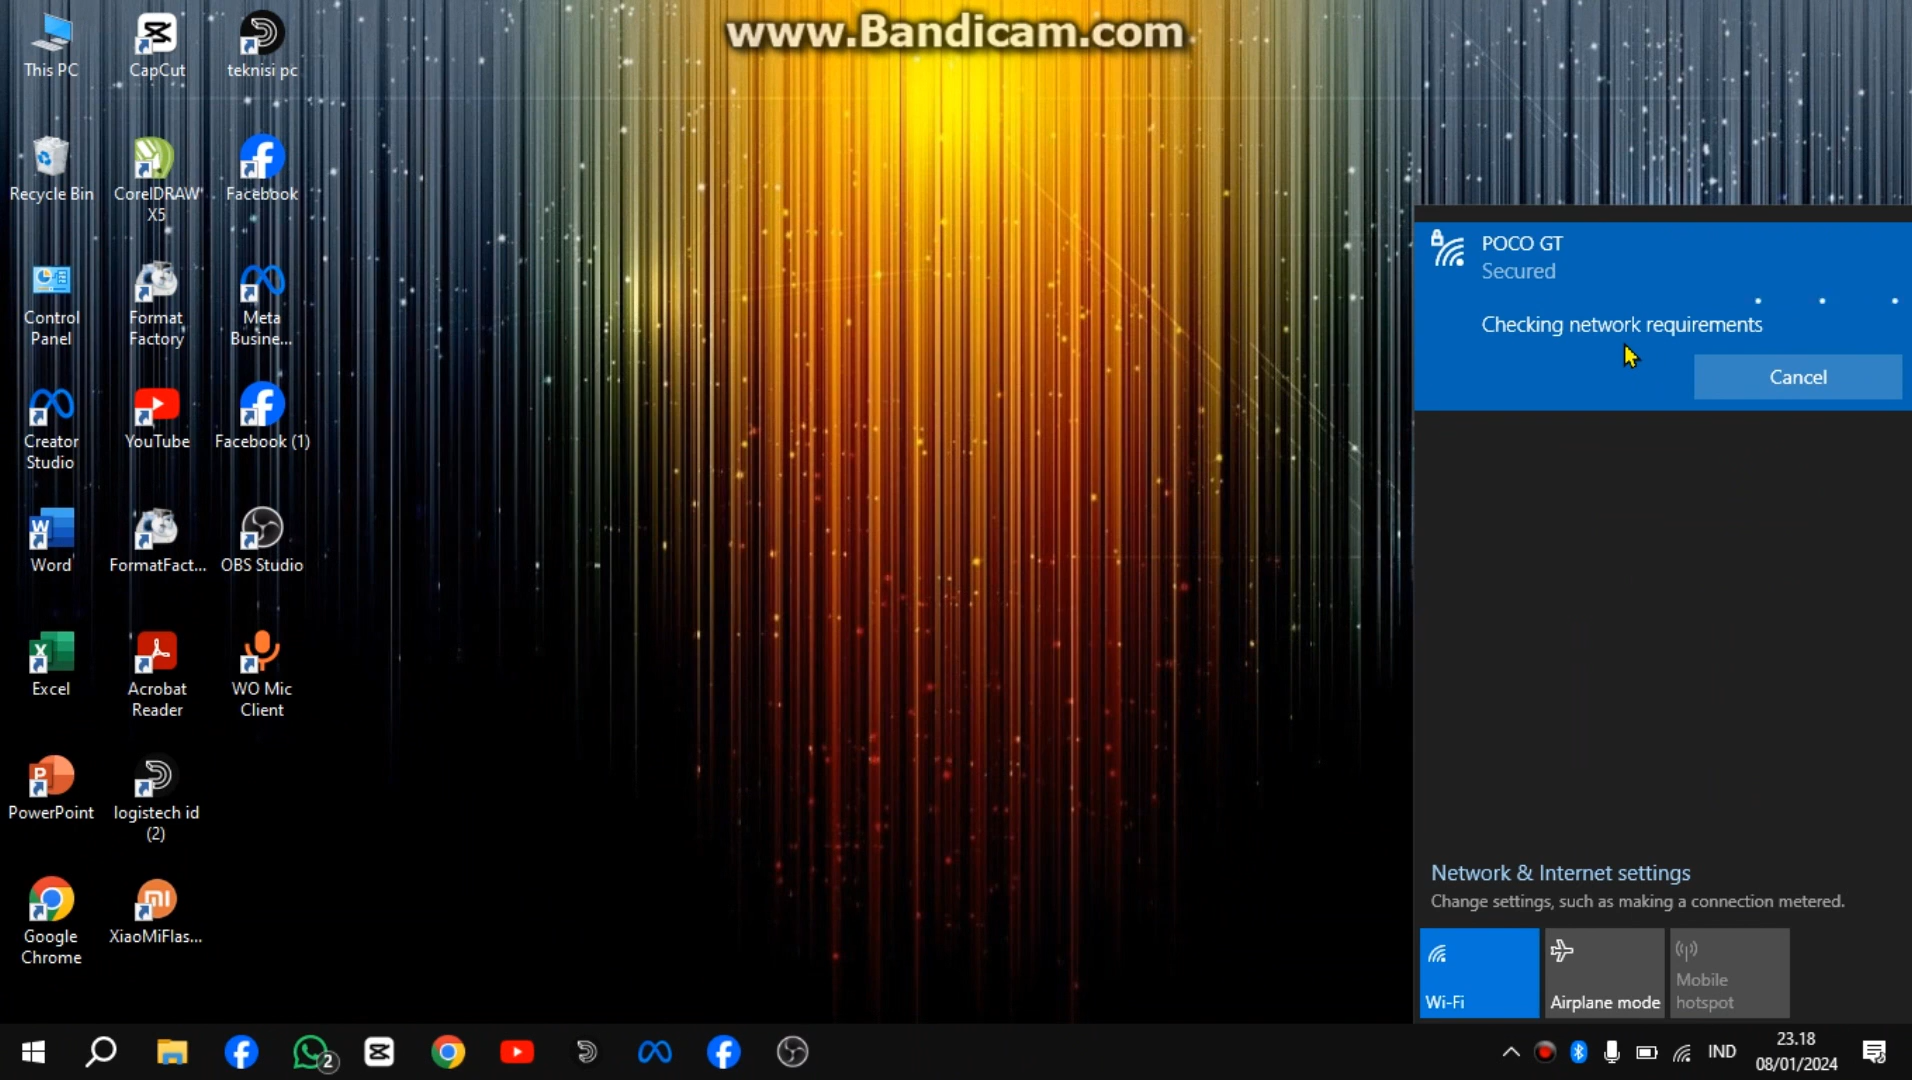 www.Bandicam.com
This PC
CapCut
teknisi pc
Recycle Bin
CorelDRAW
X5
Facebook
Control
Panel
Format
Factory
Meta
Busine...
Creator
Studio
YouTube
Facebook (1)
Word
FormatFact...
OBS Studio
Excel
Acrobat
Reader
WO Mic
Client
PowerPoint
logistech id
(2)
Google
Chrome
XiaoMiFlas...
POCO GT
Secured
Checking network requirements
Cancel
Network & Internet settings
Change settings, such as making a connection metered.
Wi-Fi
Airplane mode
Mobile
hotspot
2
IND
23.18
08/01/2024